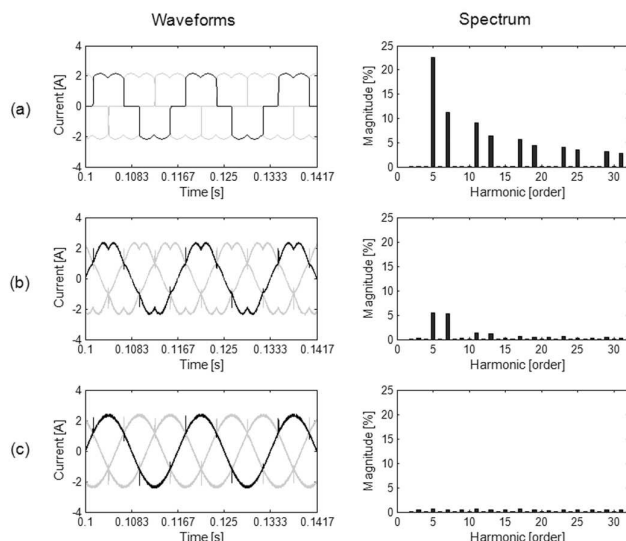 Waveforms
Spectrum
(a)
Current [A]
4
2
0
-2
-4
0.1 0.1083 0.1167 0.125 0.1333 0.1417
Time [s]
Magnitude [%]
25
20
15
10
5
0
5 10 15 20 25 30
Harmonic [order]
(b)
Current [A]
4
2
0
-2
-4
0.1 0.1083 0.1167 0.125 0.1333 0.1417
Time [s]
Magnitude [%]
25
20
15
10
5
0
5 10 15 20 25 30
Harmonic [order]
(c)
Current [A]
4
2
0
-2
-4
0.1 0.1083 0.1167 0.125 0.1333 0.1417
Time [s]
Magnitude [%]
25
20
15
10
5
0
5 10 15 20 25 30
Harmonic [order]